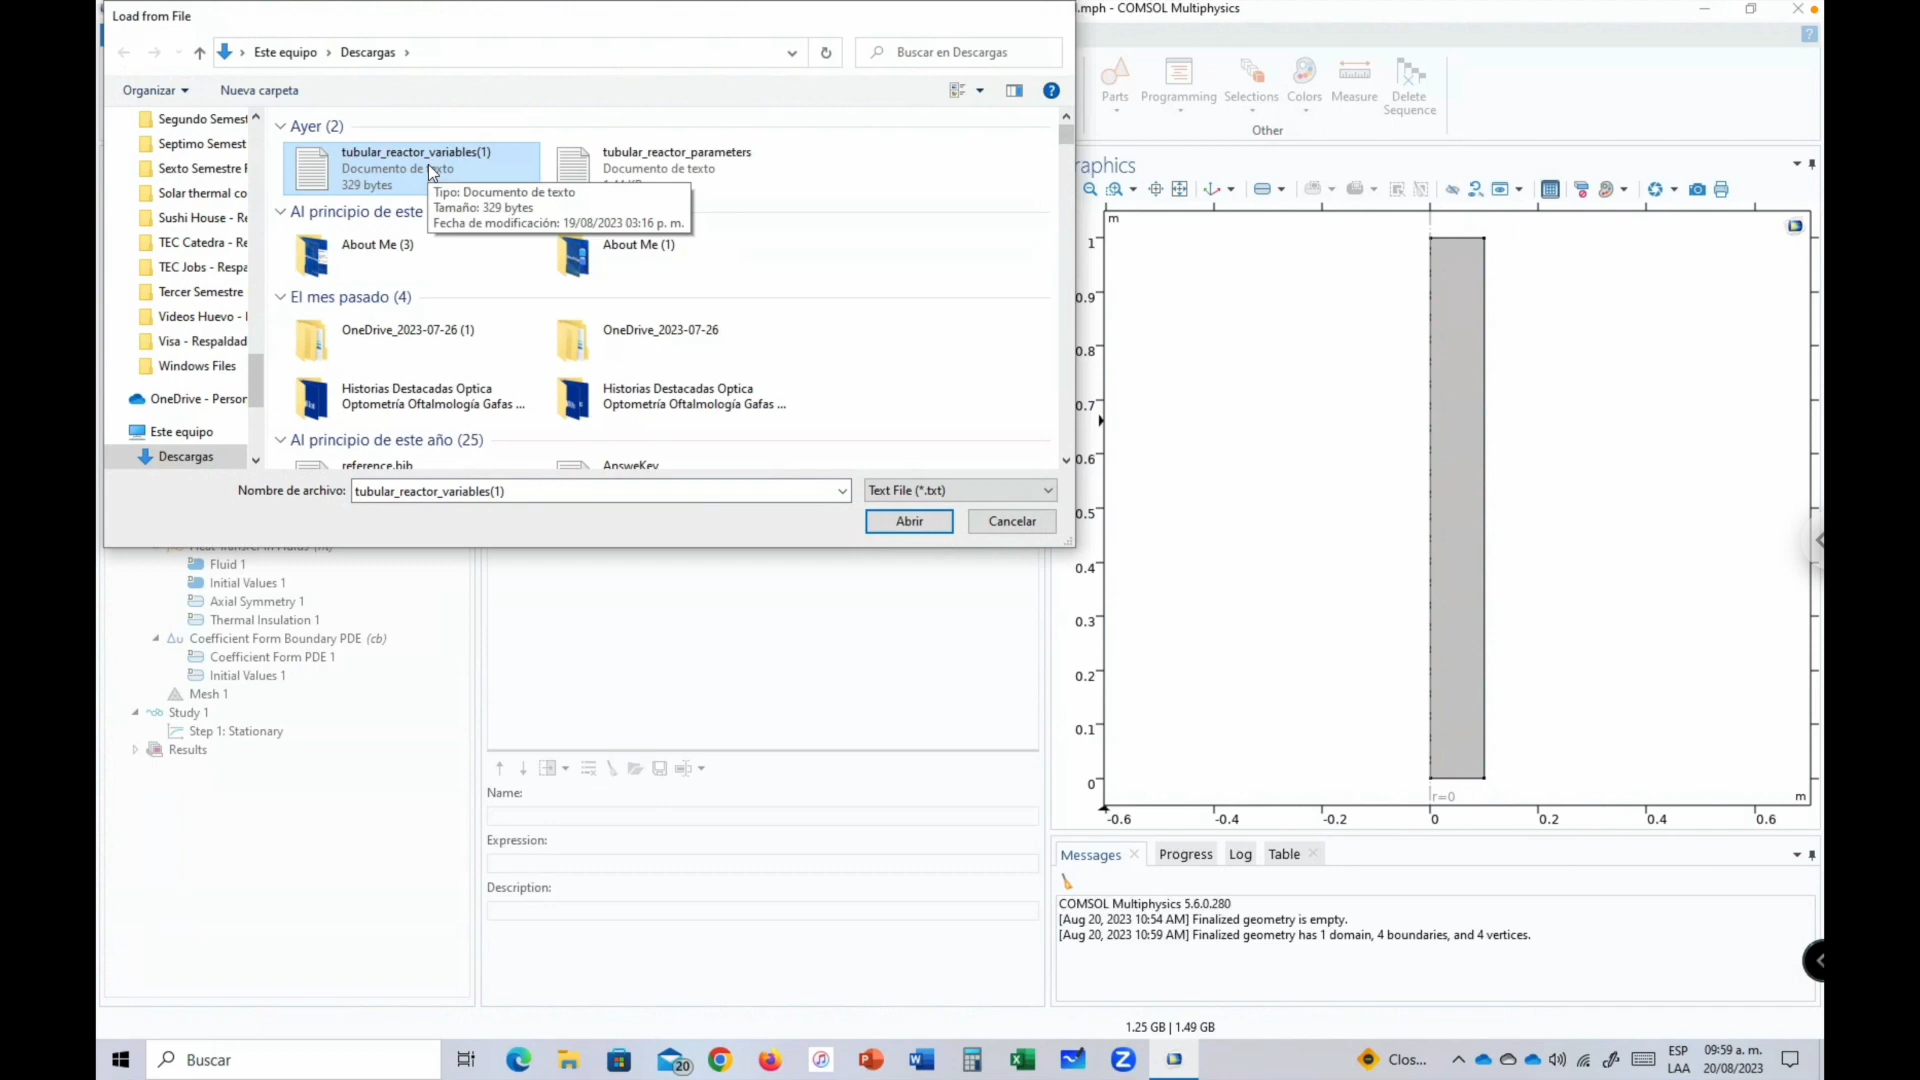 Load from File
.mph - COMSOL Multiphysics
Este equipo > Descargas >
Buscar en Descargas
Organizar
Nueva carpeta
Parts
Programming
Selections
Colors
Measure
Delete
Sequence
Other
Segundo Semest
Septimo Semest
Sexto Semestre F
Solar thermal co
Sushi House - Re
TEC Catedra - Re
TEC Jobs - Respa
Tercer Semestre
Videos Huevo - I
Visa - Respaldad
Windows Files
OneDrive - Person
Este equipo
Descargas
Ayer (2)
tubular_reactor_variables(1)
Documento de texto
329 bytes
tubular_reactor_parameters
Documento de texto
Tipo: Documento de texto
Tamaño: 329 bytes
Fecha de modificación: 19/08/2023 03:16 p. m.
Al principio de este
About Me (3)
About Me (1)
El mes pasado (4)
OneDrive_2023-07-26 (1)
OneDrive_2023-07-26
Historias Destacadas Optica
Optometría Oftalmología Gafas ...
Historias Destacadas Optica
Optometría Oftalmología Gafas ...
Al principio de este año (25)
reference.bib
AnsweKey
Nombre de archivo:
tubular_reactor_variables(1)
Text File (*.txt)
Abrir
Cancelar
Fluid 1
Initial Values 1
Axial Symmetry 1
Thermal Insulation 1
Coefficient Form Boundary PDE (cb)
Coefficient Form PDE 1
Initial Values 1
Mesh 1
Study 1
Step 1: Stationary
Results
Name:
Expression:
Description:
raphics
m
1
0.9
0.8
0.7
0.6
0.5
0.4
0.3
0.2
0.1
0
r=0
m
-0.6
-0.4
-0.2
0
0.2
0.4
0.6
Messages
Progress
Log
Table
COMSOL Multiphysics 5.6.0.280
[Aug 20, 2023 10:54 AM] Finalized geometry is empty.
[Aug 20, 2023 10:59 AM] Finalized geometry has 1 domain, 4 boundaries, and 4 vertices.
1.25 GB | 1.49 GB
Buscar
20
Clos...
ESP
LAA
09:59 a. m.
20/08/2023